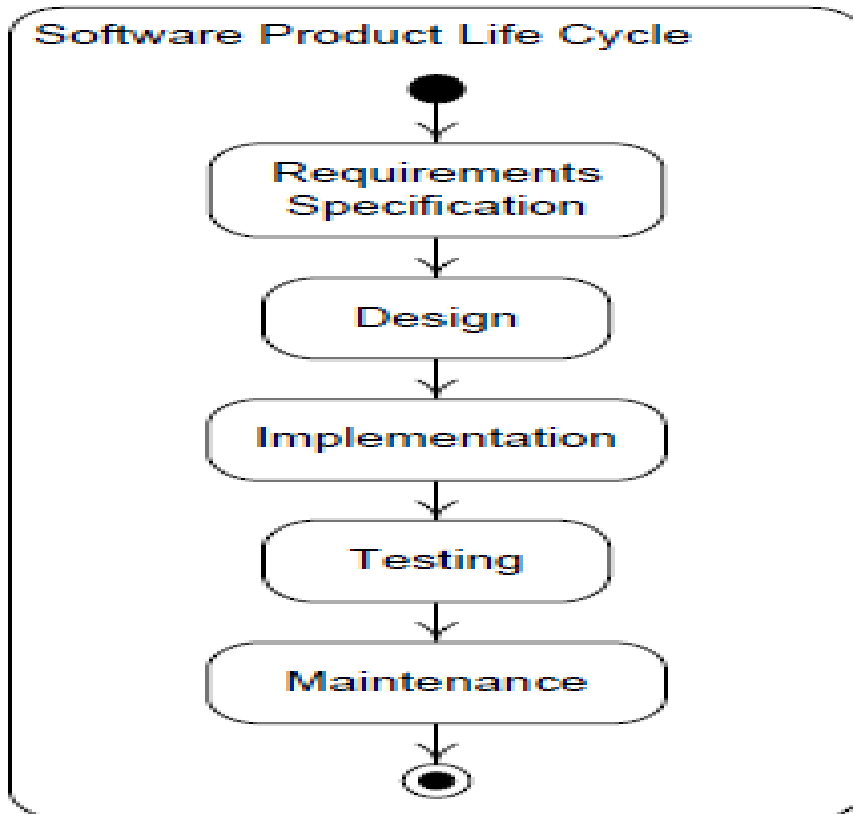 Software Product Life Cycle
Requirements
Specification
Design
Implementation
Testing
Maintenance